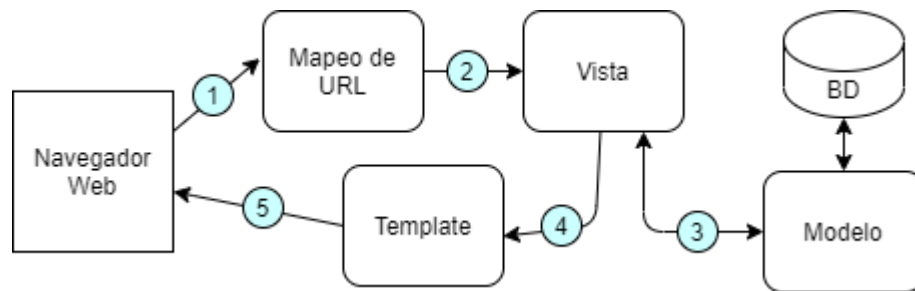 Mapeo de
URL
Vista
BD
1
2
Navegador
Web
5
Template
4
3
Modelo